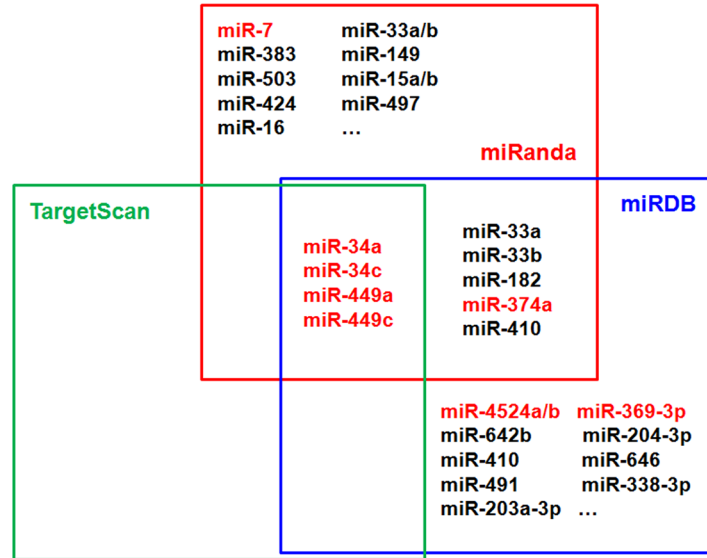 miR-7 miR-33a/b
miR-383 miR-149
miR-503 miR-15a/b
miR-424 miR-497
miR-16 ...
miRanda
TargetScan
miRDB
miR-34a
miR-34c
miR-449a
miR-449c
miR-33a
miR-33b
miR-182
miR-374a
miR-410
miR-4524a/b miR-369-3p
miR-642b miR-204-3p
miR-410 miR-646
miR-491 miR-338-3p
miR-203a-3p ...